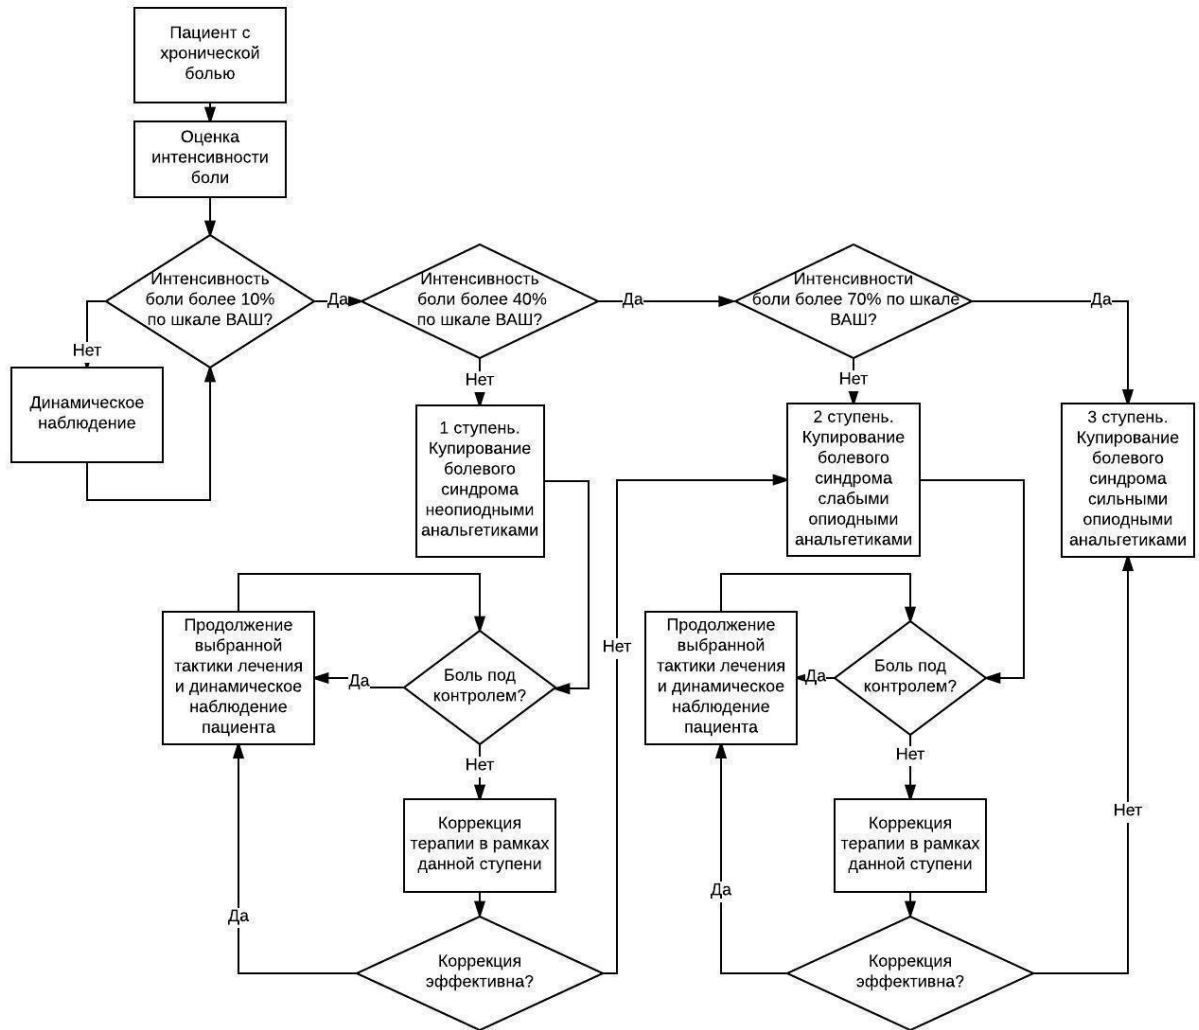 Пациент с
хронической
болью
Оценка
интенсивности
боли
Интенсивность
боли более 10%
по шкале ВАШ?
Да
Интенсивность
боли более 40%
по шкале ВАШ?
Да
Интенсивности
боли более 70% по шкале
ВАШ?
Да
Нет
Динамическое
наблюдение
Нет
1 ступень.
Купирование
болевого
синдрома
неопиодными
анальгетиками
Нет
2 ступень.
Купирование
болевого
синдрома
слабыми
опиодными
анальгетиками
3 ступень.
Купирование
болевого
синдрома
сильными
опиодными
анальгетиками
Продолжение
выбранной
тактики лечения
и динамическое
наблюдение
пациента
Да
Боль под
контролем?
Нет
Продолжение
выбранной
тактики лечения
и динамическое
наблюдение
пациента
Да
Боль под
контролем?
Нет
Коррекция
терапии в рамках
данной ступени
Нет
Коррекция
терапии в рамках
данной ступени
Нет
Да
Коррекция
эффективна?
Да
Коррекция
эффективна?